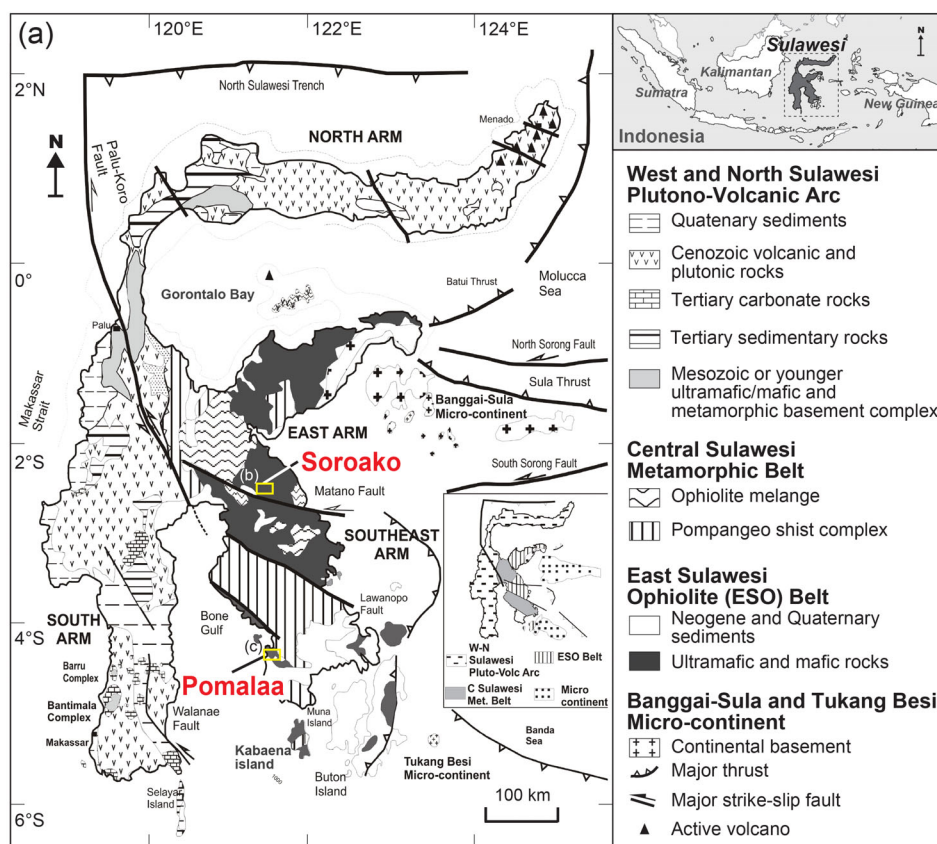 (a)
120°E
122°E
124°E
2°N
0°
2°S
4°S
6°S
North Sulawesi Trench
N
Palu-Koro
Fault
NORTH ARM
Menado
Gorontalo Bay
Batui Thrust
Molucca
Sea
Palu
North Sorong Fault
Makassar
Strait
Sula Thrust
Banggai-Sula
Micro-continent
EAST ARM
Soroako
(b)
South Sorong Fault
Matano Fault
SOUTHEAST
ARM
Lawanopo
Fault
SOUTH
ARM
Bone
Gulf
(c)
Pomalaa
Barru
Complex
Bantimala
Complex
Walanae
Fault
Makassar
Muna
Island
Kabaena
island
Buton
Island
Tukang Besi
Micro-continent
Banda
Sea
Selayar
Island
100 km
W-N
Sulawesi
Pluto-Volc Arc
ESO Belt
C Sulawesi
Met. Belt
Micro
continent
Sulawesi
N
Kalimantan
Sumatra
New Guinea
Indonesia
West and North Sulawesi
Plutono-Volcanic Arc
Quatenary sediments
Cenozoic volcanic and
plutonic rocks
Tertiary carbonate rocks
Tertiary sedimentary rocks
Mesozoic or younger
ultramafic/mafic and
metamorphic basement complex
Central Sulawesi
Metamorphic Belt
Ophiolite melange
Pompangeo shist complex
East Sulawesi
Ophiolite (ESO) Belt
Neogene and Quaternary
sediments
Ultramafic and mafic rocks
Banggai-Sula and Tukang Besi
Micro-continent
Continental basement
Major thrust
Major strike-slip fault
Active volcano